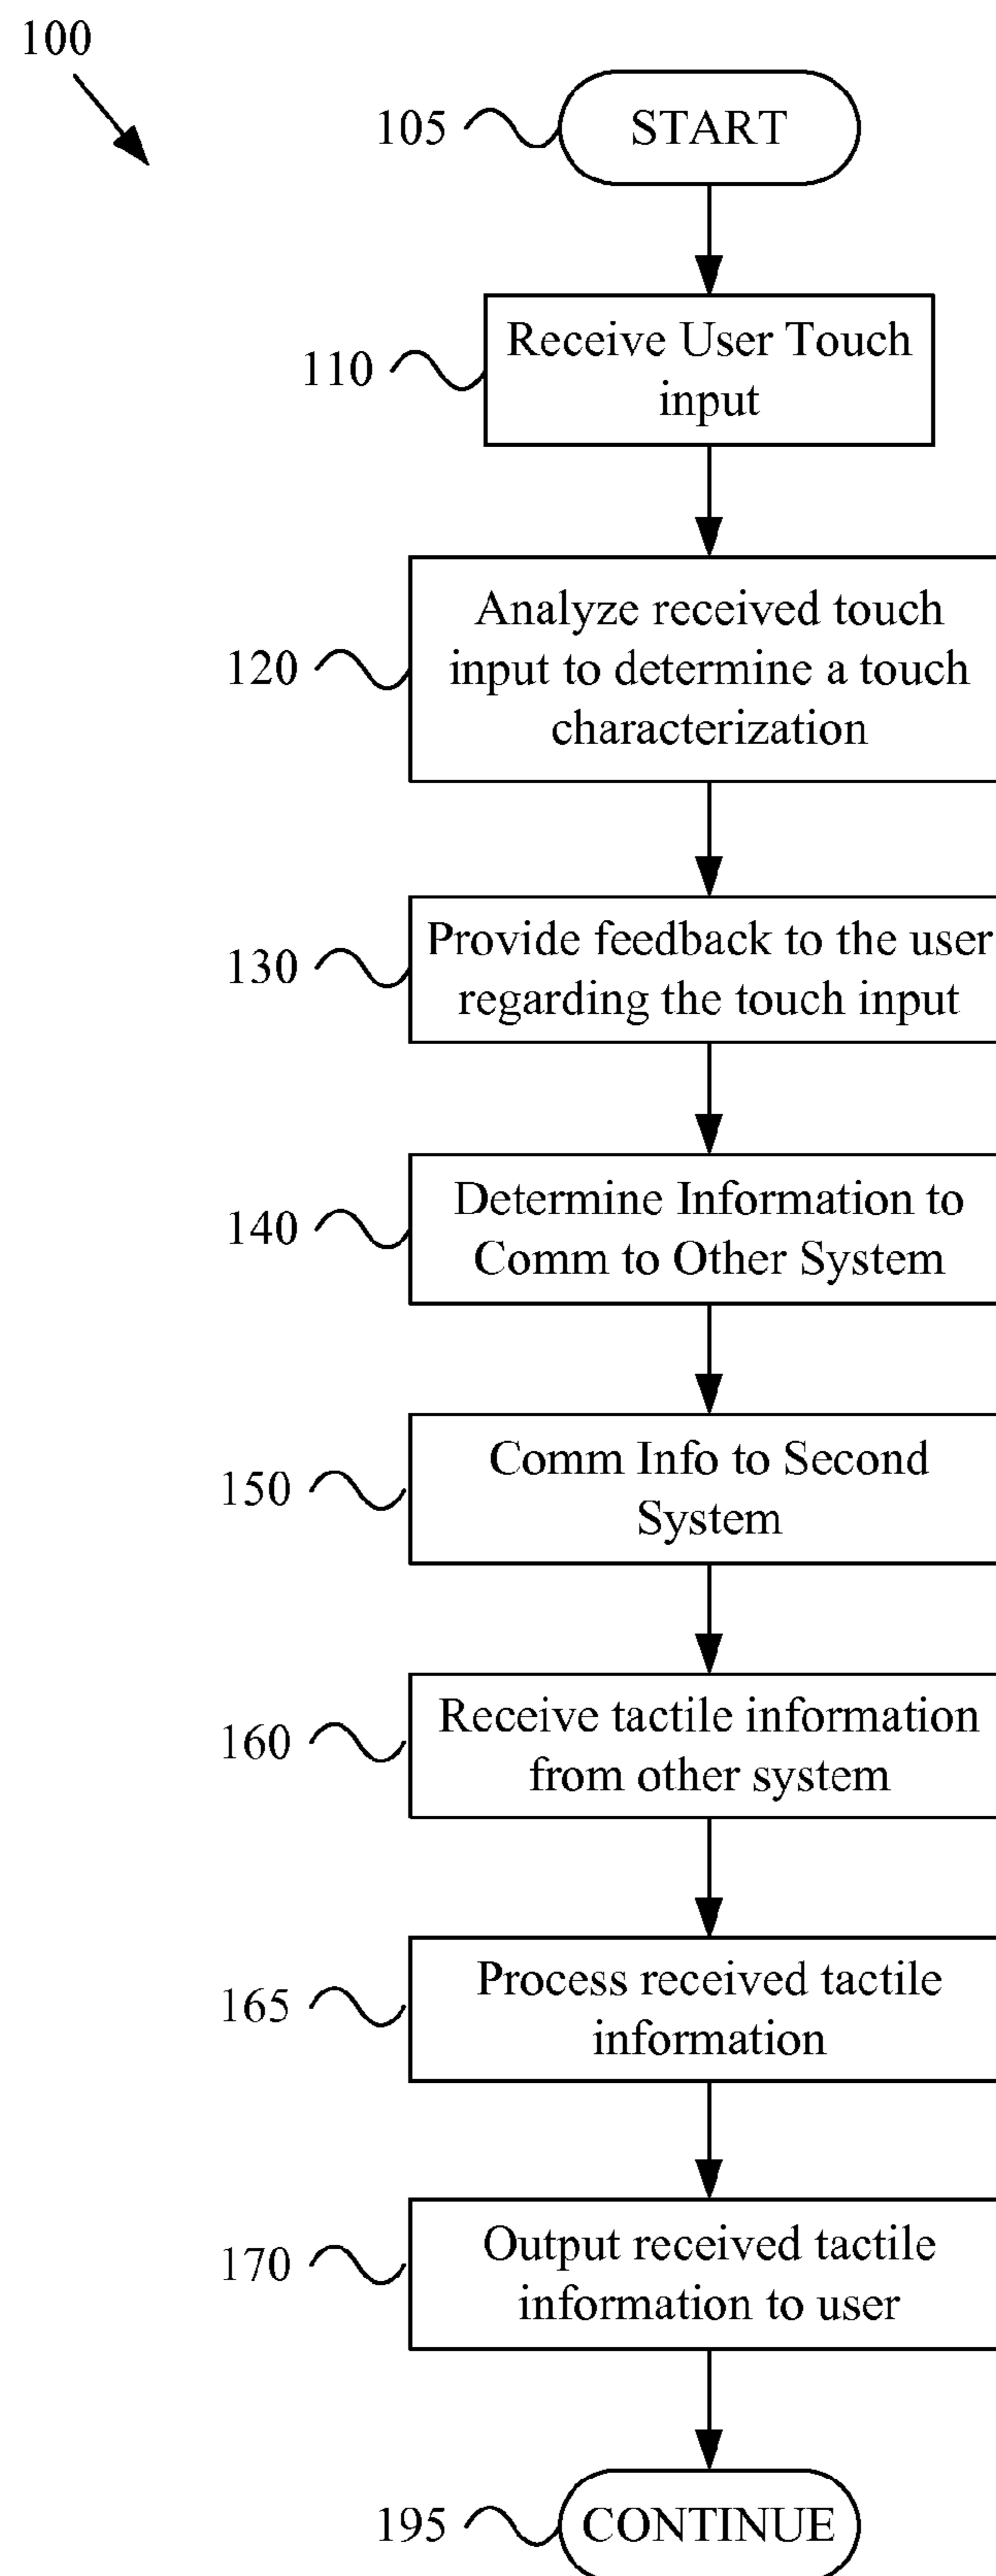 100
105
START
110
Receive User Touch
input
120
Analyze received touch
input to determine a touch
characterization
130
Provide feedback to the user
regarding the touch input
140
Determine Information to
Comm to Other System
150
Comm Info to Second
System
160
Receive tactile information
from other system
165
Process received tactile
information
170
Output received tactile
information to user
195
CONTINUE